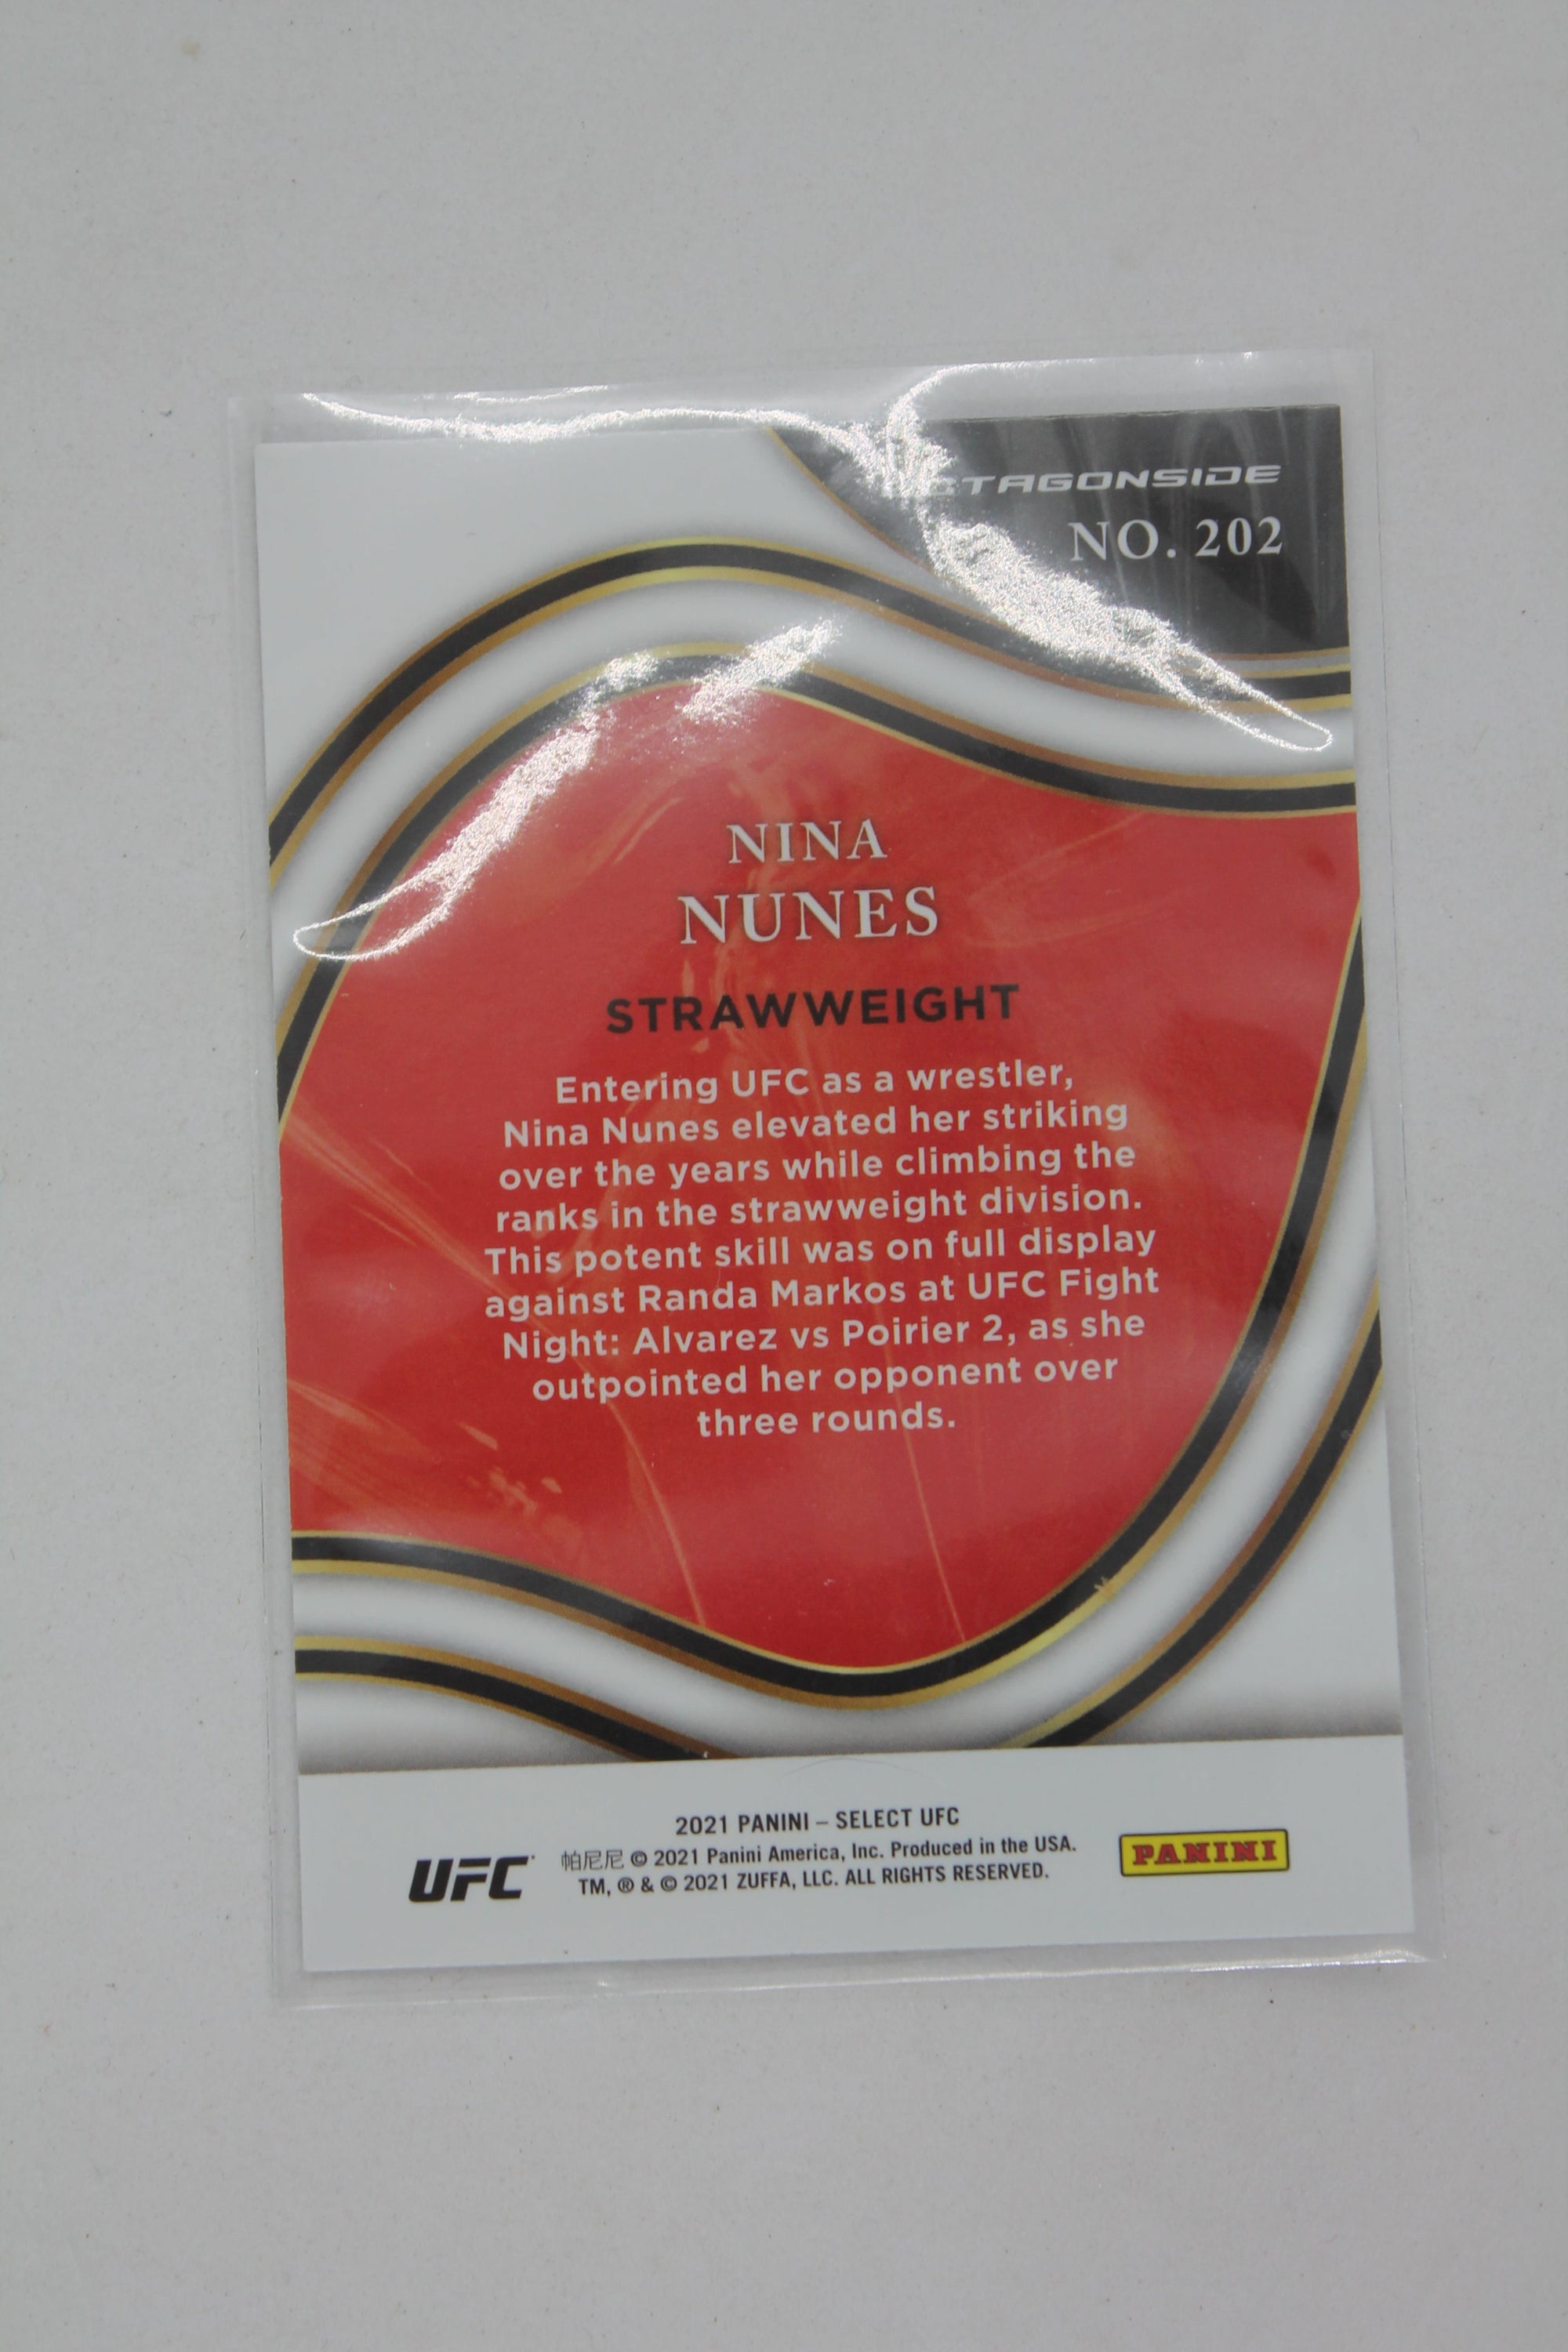 OCTAGONSIDE
NO. 202
NINA
NUNES
STRAWWEIGHT
Entering UFC as a wrestler,
Nina Nunes elevated her striking
over the years while climbing the
ranks in the strawweight division.
This potent skill was on full display
against Randa Markos at UFC Fight
Night: Alvarez vs Poirier 2, as she
outpointed her opponent over
three rounds.
2021 PANINI – SELECT UFC
帕尼尼 © 2021 Panini America, Inc. Produced in the USA.
TM, ® & © 2021 ZUFFA, LLC. ALL RIGHTS RESERVED.
UFC
PANINI